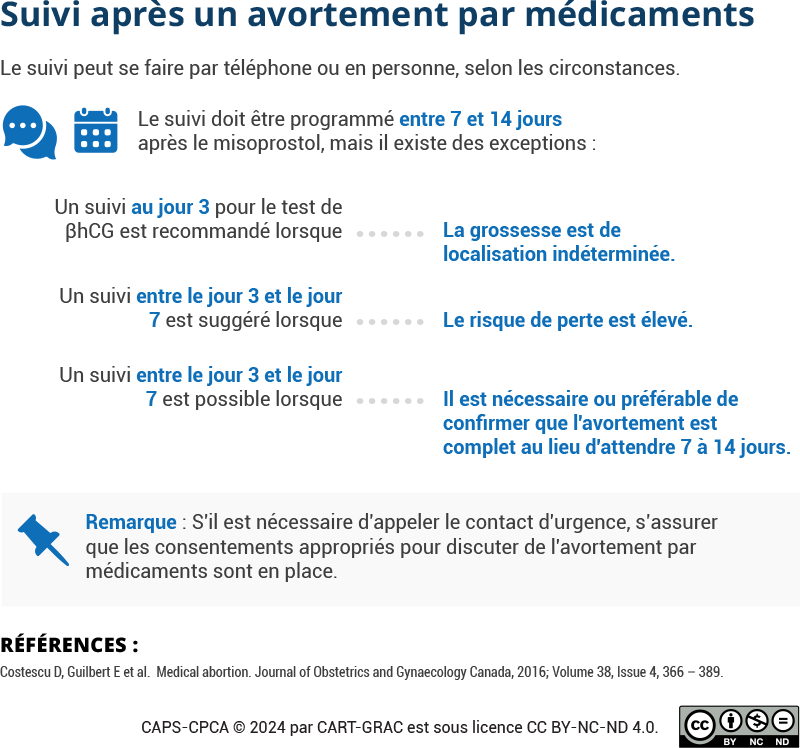 Suivi après un avortement par médicaments
Le suivi peut se faire par téléphone ou en personne, selon les circonstances.
Le suivi doit être programmé entre 7 et 14 jours
après le misoprostol, mais il existe des exceptions :
Un suivi au jour 3 pour le test de
βhCG est recommandé lorsque
La grossesse est de
localisation indéterminée.
Un suivi entre le jour 3 et le jour
7 est suggéré lorsque
Le risque de perte est élevé.
Un suivi entre le jour 3 et le jour
7 est possible lorsque
Il est nécessaire ou préférable de
confirmer que l'avortement est
complet au lieu d'attendre 7 à 14 jours.
Remarque : S'il est nécessaire d'appeler le contact d'urgence, s'assurer
que les consentements appropriés pour discuter de l'avortement par
médicaments sont en place.
RÉFÉRENCES :
Costescu D, Guilbert E et al. Medical abortion. Journal of Obstetrics and Gynaecology Canada, 2016; Volume 38, Issue 4, 366 – 389.
CAPS-CPCA © 2024 par CART-GRAC est sous licence CC BY-NC-ND 4.0.
cc
BY NC ND